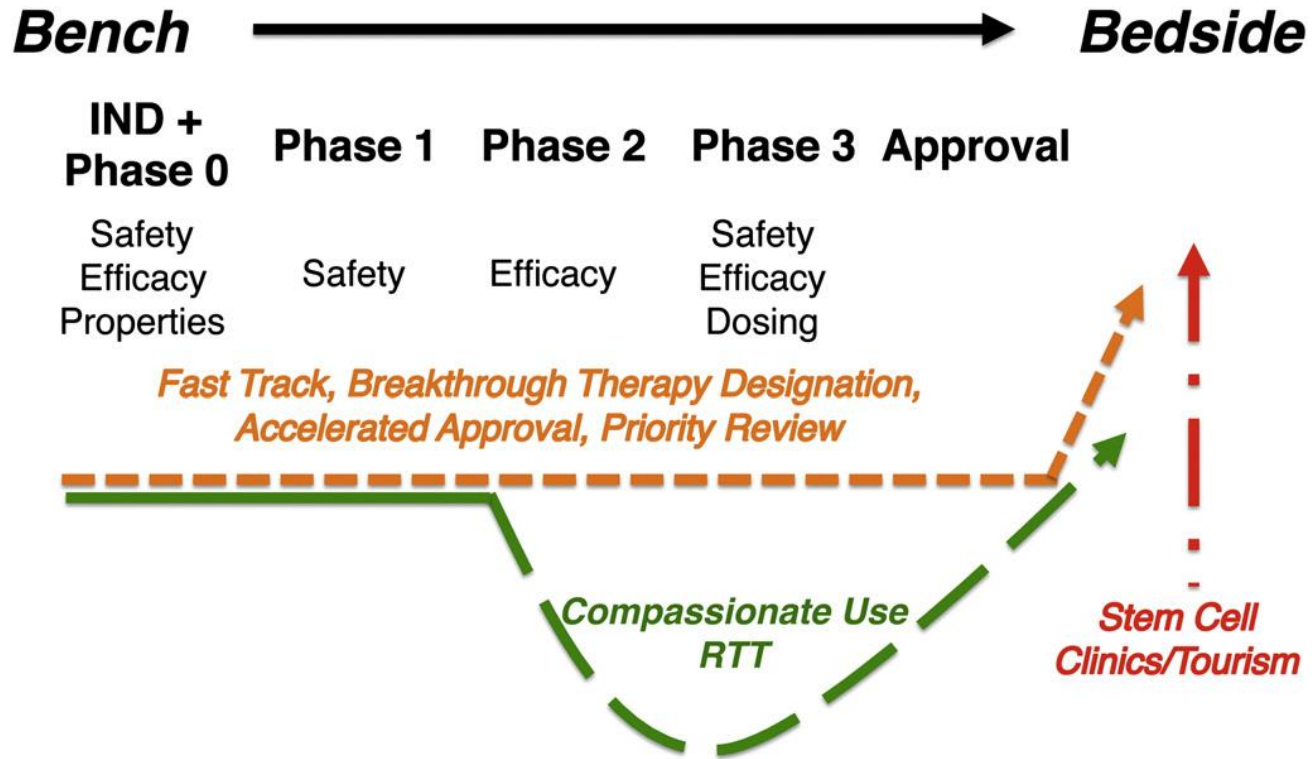 Bench
Bedside
IND +
Phase 0
Phase 1
Phase 2
Phase 3
Approval
Safety
Efficacy
Properties
Safety
Efficacy
Safety
Efficacy
Dosing
Fast Track, Breakthrough Therapy Designation,
Accelerated Approval, Priority Review
Compassionate Use
RTT
Stem Cell
Clinics/Tourism